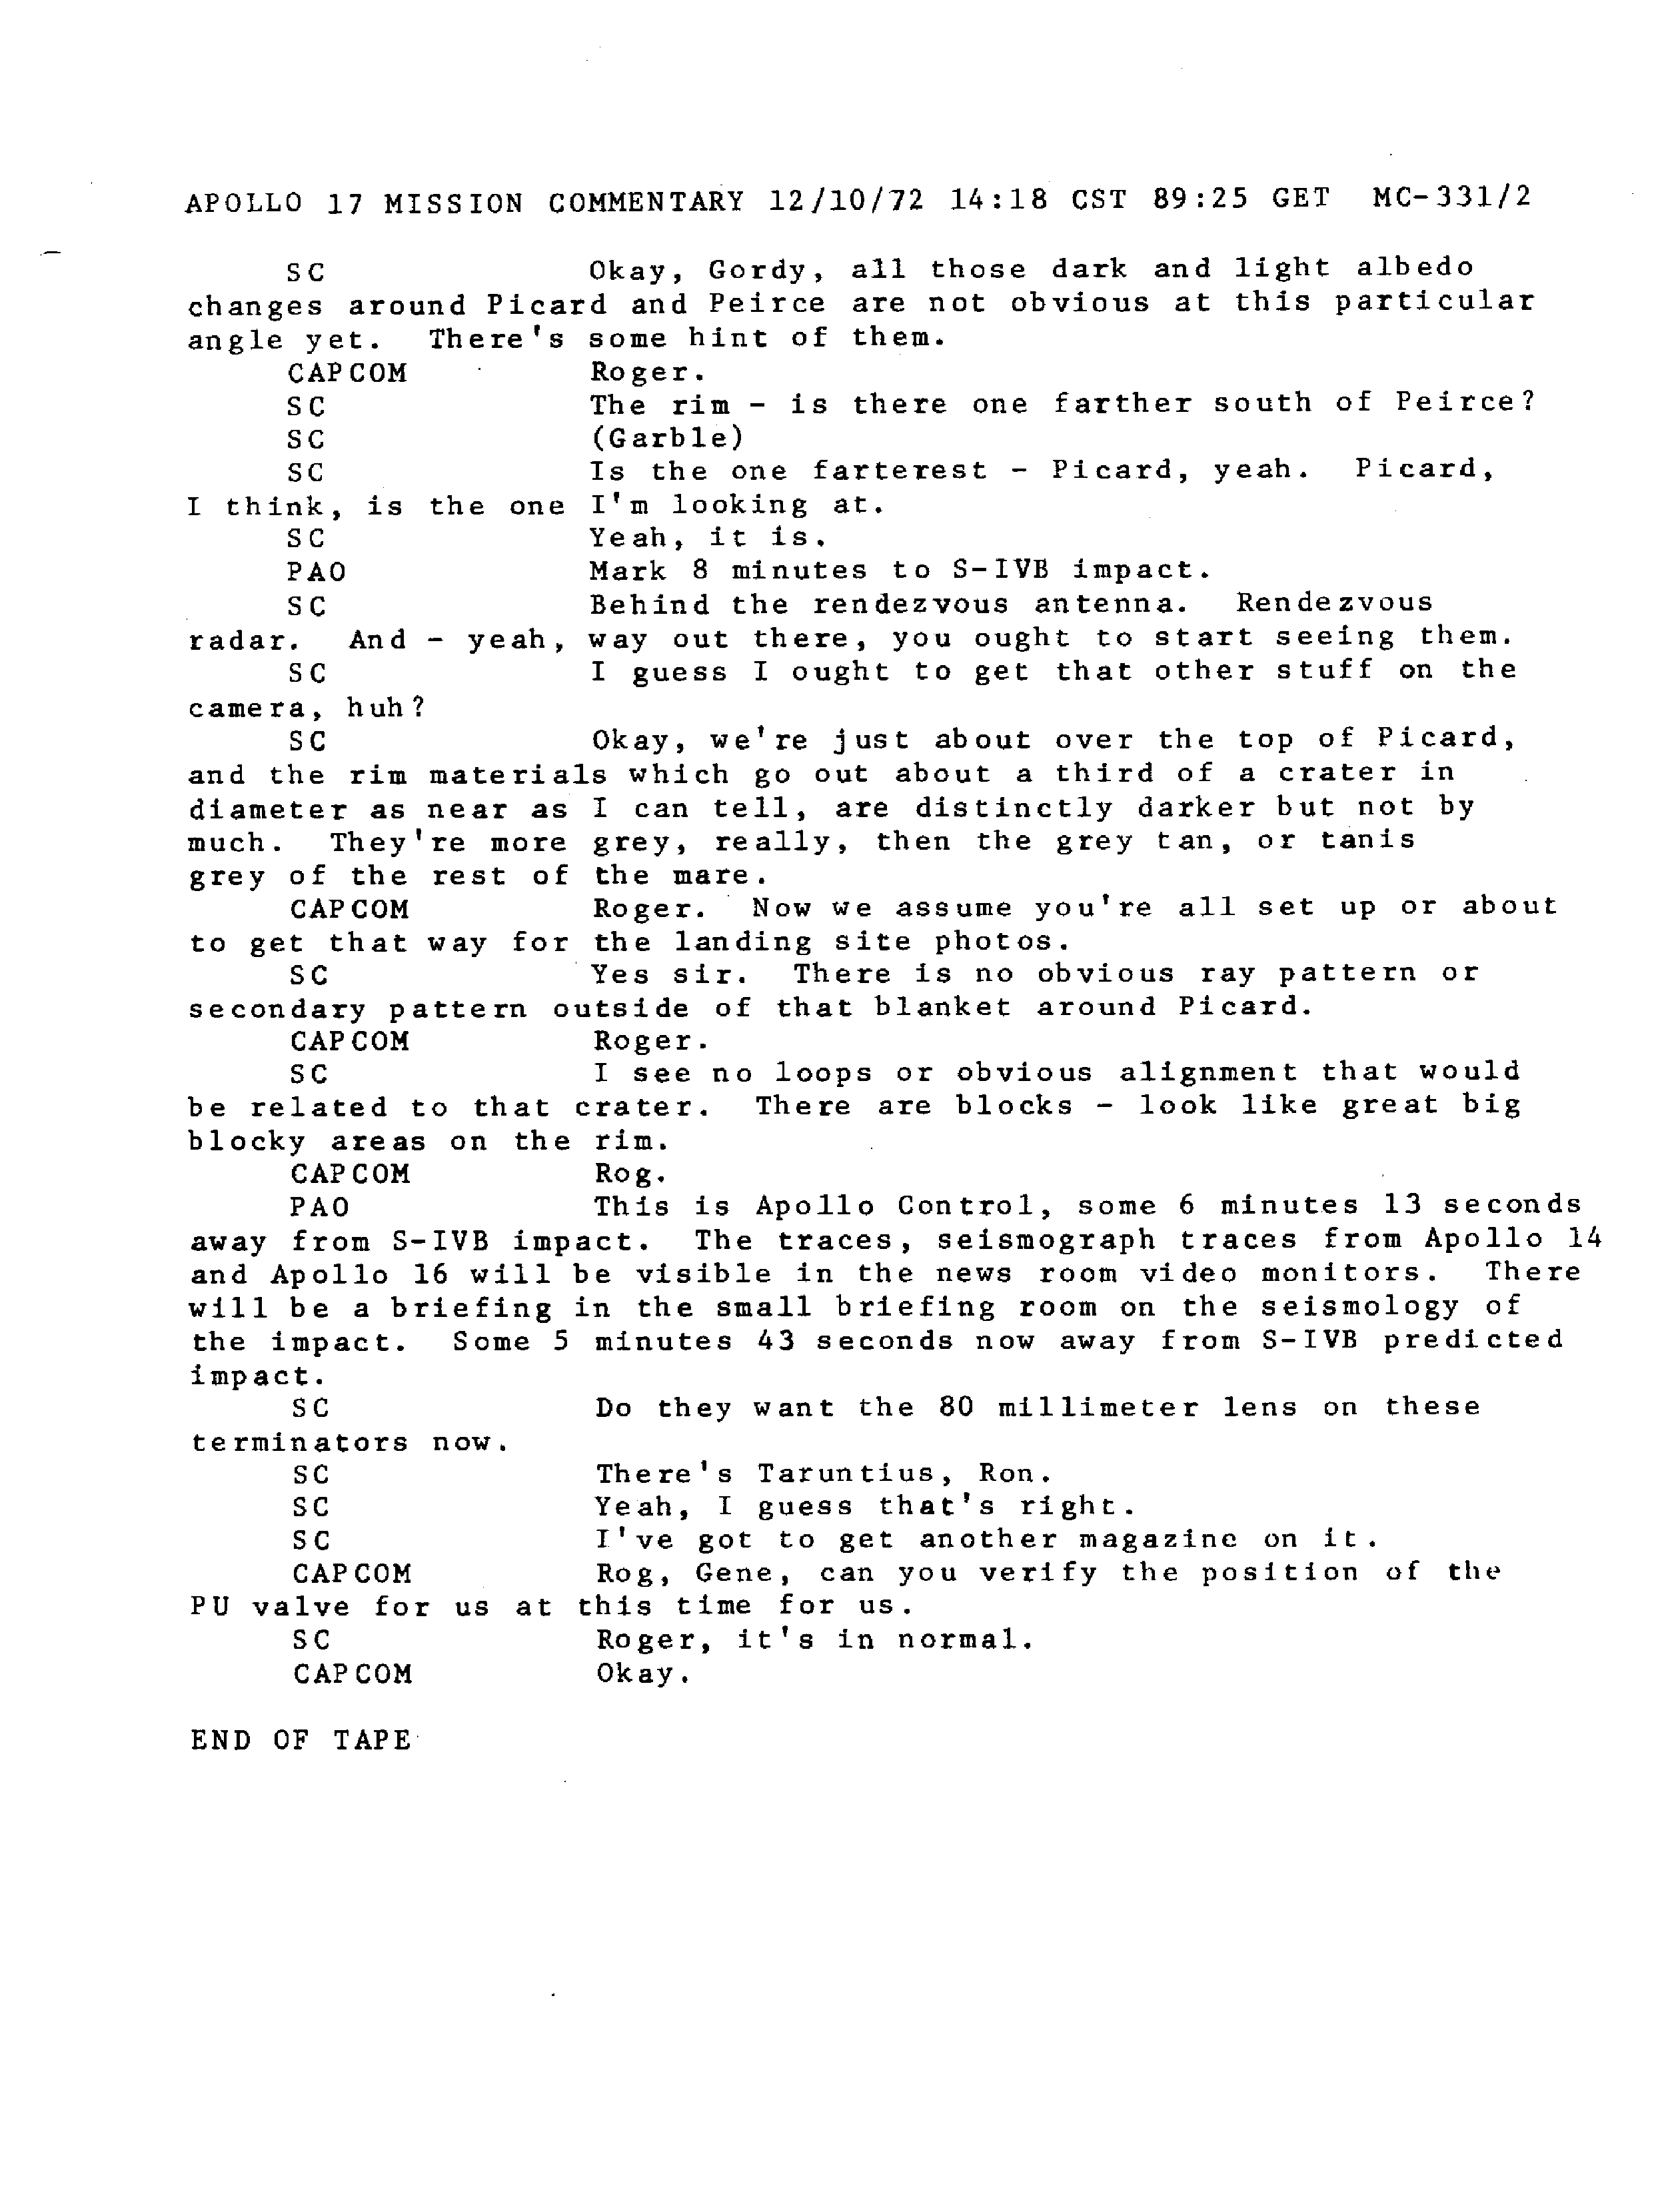 APOLLO 17 MISSION COMMENTARY 12/10/72 14:18 CST 89:25 GET MC-331/2
SC Okay, Gordy, all those dark and light albedo
changes around Picard and Peirce are not obvious at this particular
angle yet. There's some hint of them.
CAPCOM Roger.
SC The rim - is there one farther south of Peirce?
SC (Garble)
SC Is the one farterest - Picard, yeah. Picard,
I think, is the one I'm looking at.
SC Yeah, it is.
PAO Mark 8 minutes to S-IVB impact.
SC Behind the rendezvous antenna. Rendezvous
radar. And - yeah, way out there, you ought to start seeing them.
SC I guess I ought to get that other stuff on the
camera, huh?
SC Okay, we're just about over the top of Picard,
and the rim materials which go out about a third of a crater in
diameter as near as I can tell, are distinctly darker but not by
much. They're more grey, really, then the grey tan, or tanis
grey of the rest of the mare.
CAPCOM Roger. Now we assume you're all set up or about
to get that way for the landing site photos.
SC Yes sir. There is no obvious ray pattern or
secondary pattern outside of that blanket around Picard.
CAPCOM Roger.
SC I see no loops or obvious alignment that would
be related to that crater. There are blocks - look like great big
blocky areas on the rim.
CAPCOM Rog.
PAO This is Apollo Control, some 6 minutes 13 seconds
away from S-IVB impact. The traces, seismograph traces from Apollo 14
and Apollo 16 will be visible in the news room video monitors. There
will be a briefing in the small briefing room on the seismology of
the impact. Some 5 minutes 43 seconds now away from S-IVB predicted
impact.
SC Do they want the 80 millimeter lens on these
terminators now.
SC There's Taruntius, Ron.
SC Yeah, I guess that's right.
SC I've got to get another magazine on it.
CAPCOM Rog, Gene, can you verify the position of the
PU valve for us at this time for us.
SC Roger, it's in normal.
CAPCOM Okay.
END OF TAPE